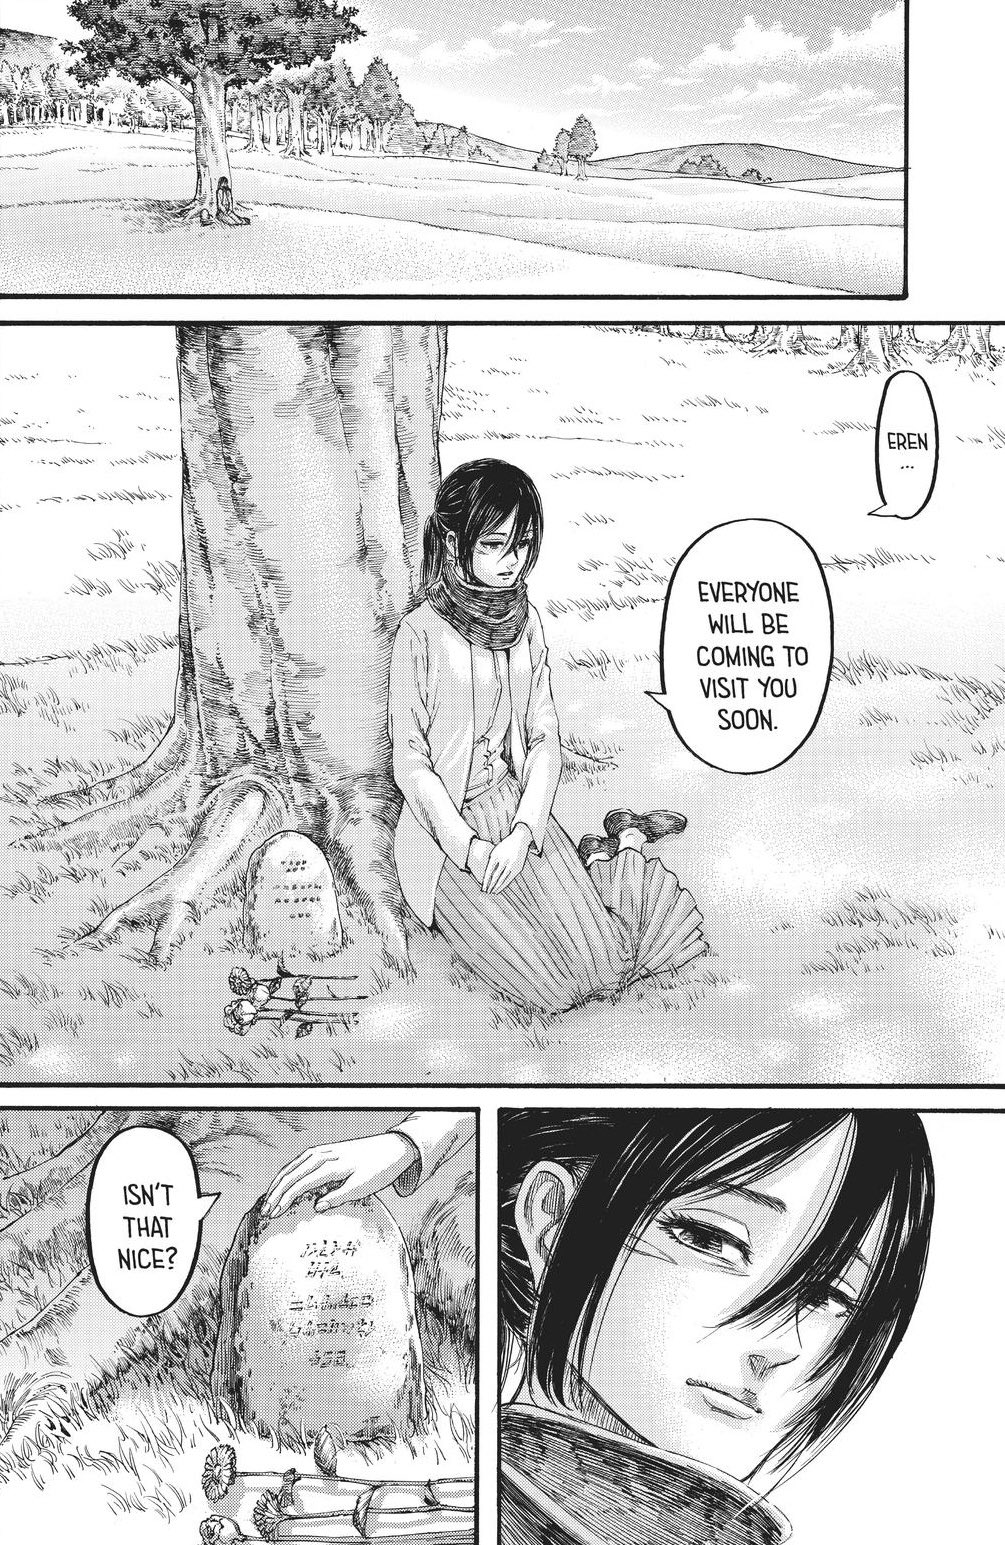 EREN
...
EVERYONE
WILL BE
COMING TO
VISIT YOU
SOON.
ISN'T
THAT
NICE?